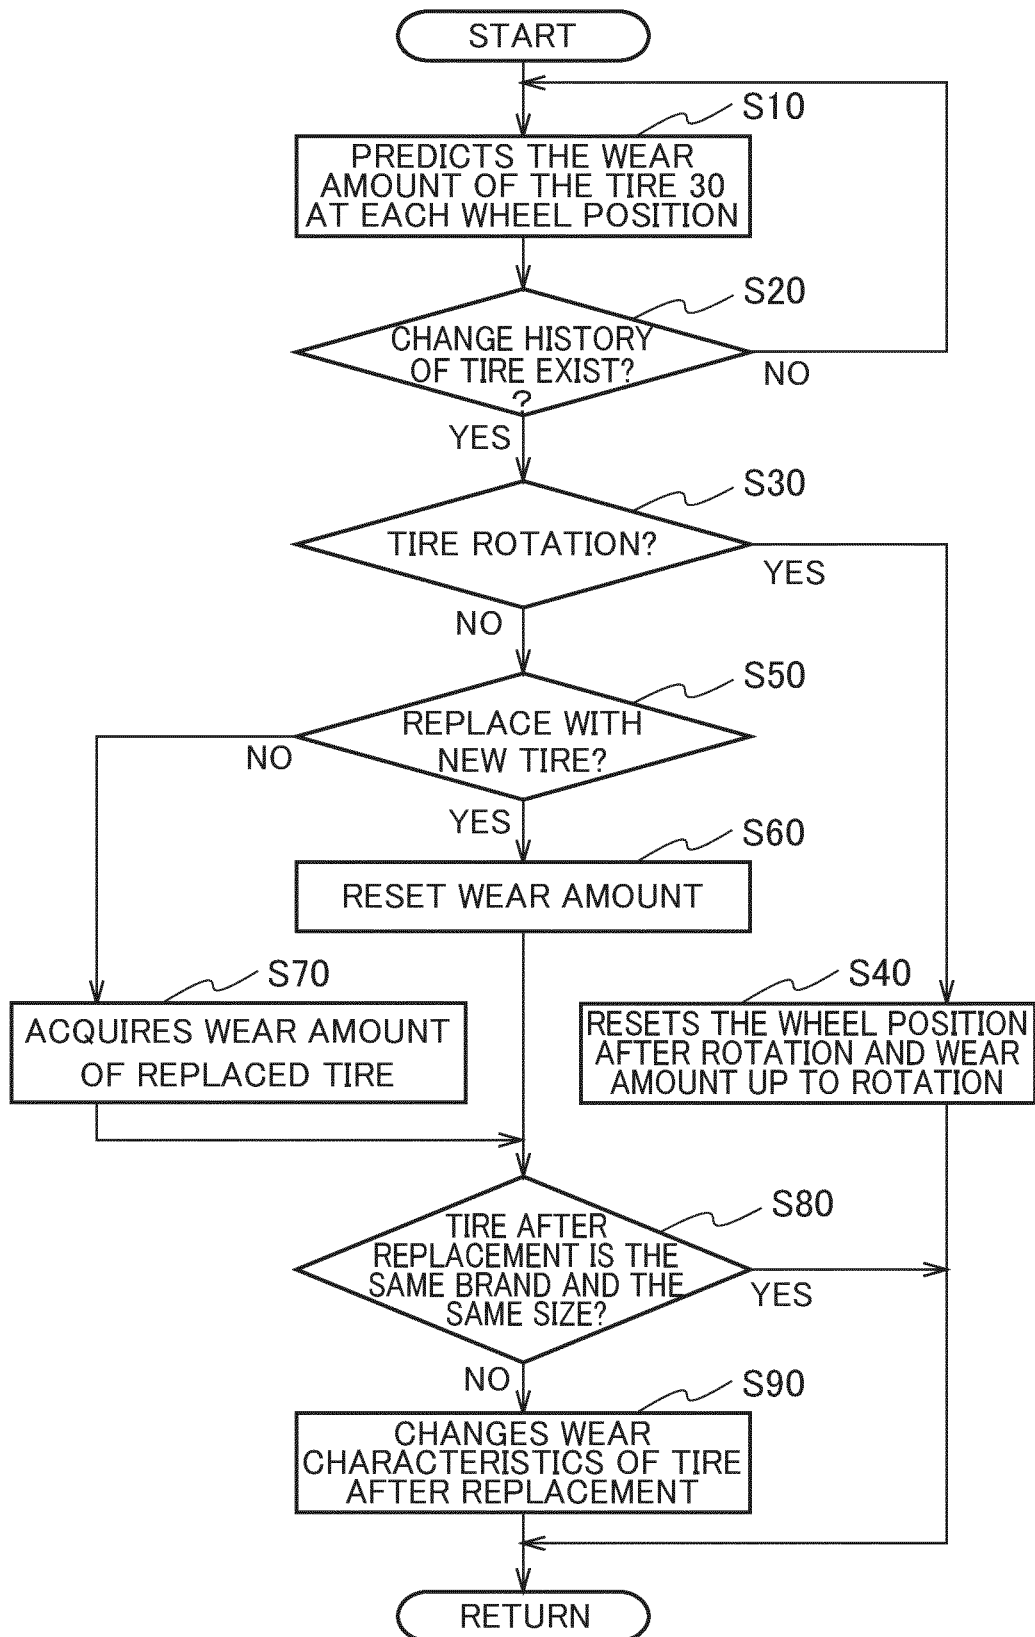 START
S10
PREDICTS THE WEAR
AMOUNT OF THE TIRE 30
AT EACH WHEEL POSITION
S20
CHANGE HISTORY
OF TIRE EXIST?
?
NO
YES
S30
TIRE ROTATION?
YES
NO
S50
REPLACE WITH
NEW TIRE?
NO
YES
S60
RESET WEAR AMOUNT
S70
ACQUIRES WEAR AMOUNT
OF REPLACED TIRE
S40
RESETS THE WHEEL POSITION
AFTER ROTATION AND WEAR
AMOUNT UP TO ROTATION
S80
TIRE AFTER
REPLACEMENT IS THE
SAME BRAND AND THE
SAME SIZE?
YES
NO
S90
CHANGES WEAR
CHARACTERISTICS OF TIRE
AFTER REPLACEMENT
RETURN